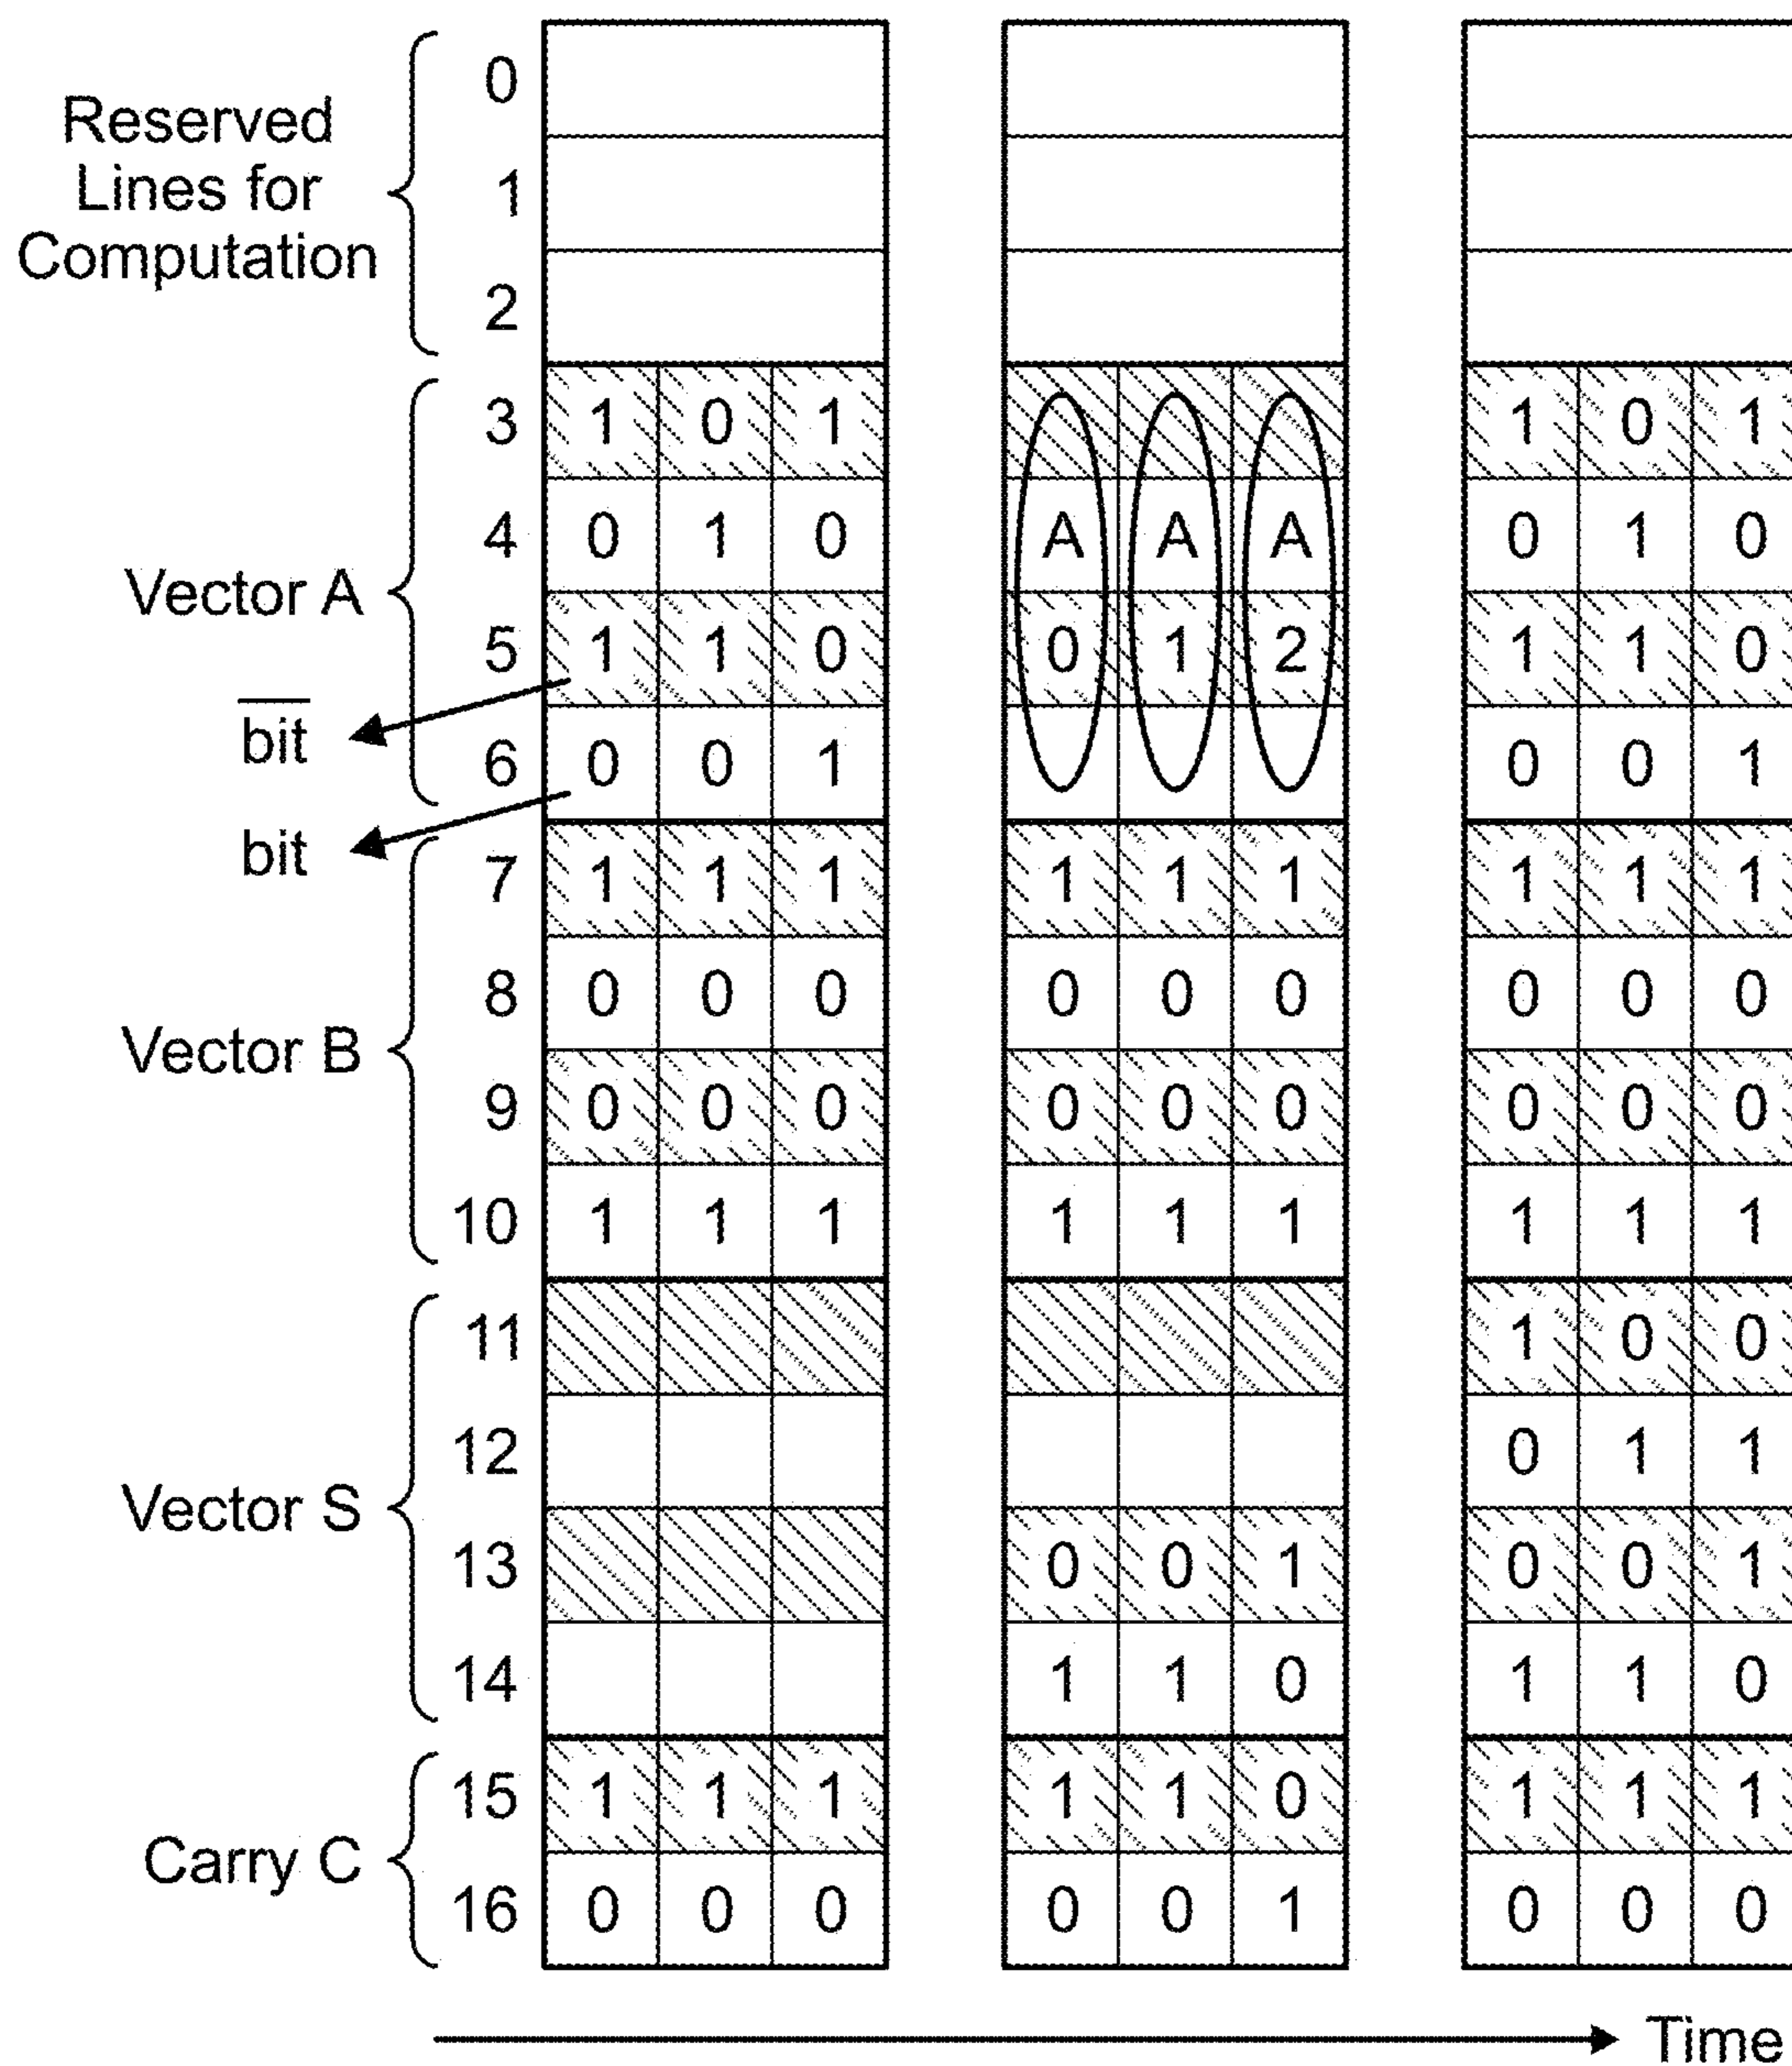 0
Reserved
Lines for
1
Computation
2
3 1 0 1 1 0 1
4 0 1 0 A A A 0 1 0
Vector A
5 1 1 0 0 1 2 1 1 0
bit
6 0 0 1 0 0 1
bit
7 1 1 1 1 1 1 1 1 1
8 0 0 0 0 0 0 0 0 0
Vector B
9 0 0 0 0 0 0 0 0 0
10 1 1 1 1 1 1 1 1 1
11 1 0 0
12 0 1 1
Vector S
13 0 0 1 0 0 1
14 1 1 0 1 1 0
15 1 1 1 1 1 0 1 1 1
Carry C
16 0 0 0 0 0 1 0 0 0
Time